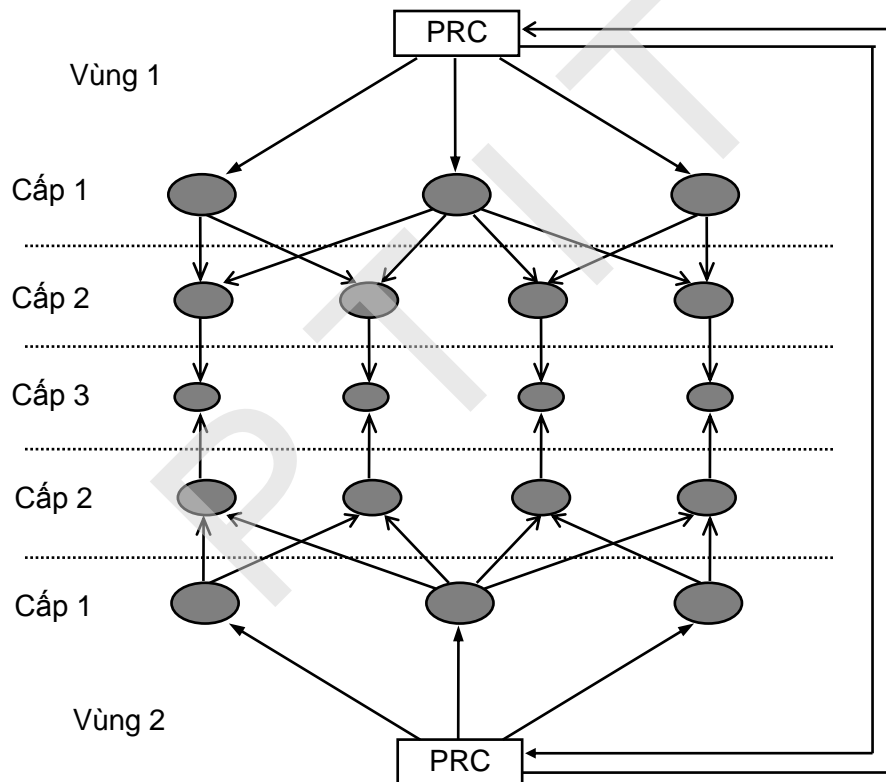 PRC
Vùng 1
Cấp 1
Cấp 2
Cấp 3
Cấp 2
Cấp 1
Vùng 2
PRC
PTIT